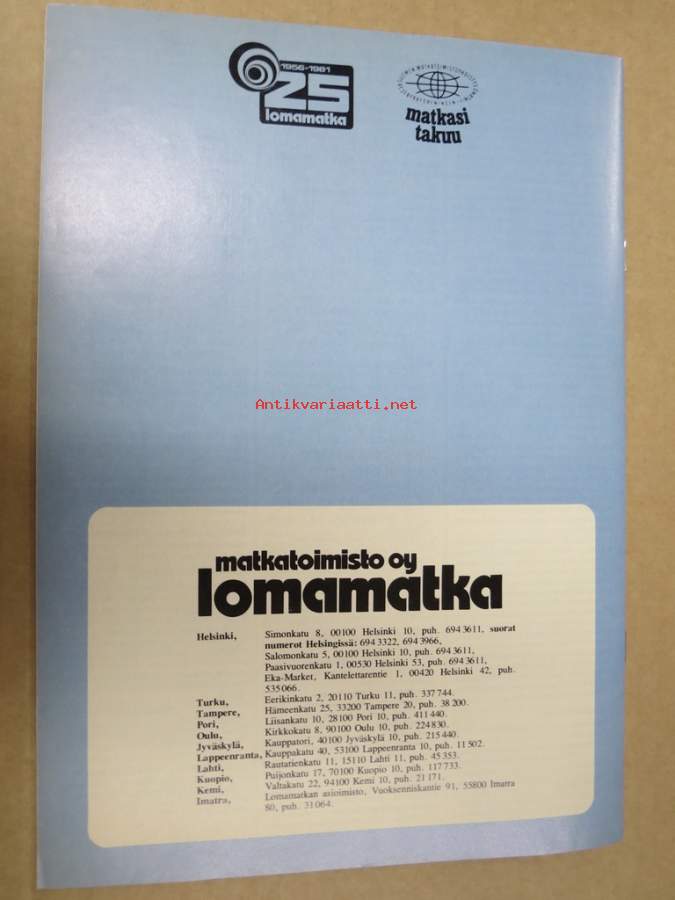 1956-1981
25
lomamatka
matkasi
takuu
Antikvariaatti.net
matkatoimisto oy
lomamatka
Helsinki, Simonkatu 8, 00100 Helsinki 10, puh. 694 3611, suorat
numerot Helsingissä: 694 3322, 694 3966,
Salomonkatu 5, 00100 Helsinki 10, puh. 694 3611,
Paasivuorenkatu 1, 00530 Helsinki 53, puh. 694 3611,
Eka-Market, Kantelettarentie 1, 00420 Helsinki 42, puh.
535 066.
Turku, Eerikinkatu 2, 20110 Turku 11, puh. 337 744.
Tampere, Hämeenkatu 25, 33200 Tampere 20, puh. 38 200.
Pori, Liisankatu 10, 28100 Pori 10, puh. 411 440.
Oulu, Kirkkokatu 8, 90100 Oulu 10, puh. 224 830.
Jyväskylä, Kauppatori, 40100 Jyväskylä 10, puh. 215 440.
Lappeenranta, Kauppakatu 40, 53100 Lappeenranta 10, puh. 11 502.
Lahti, Rautatienkatu 11, 15110 Lahti 11, puh. 45 353.
Kuopio, Puijonkatu 17, 70100 Kuopio 10, puh. 117 733.
Kemi, Valtakatu 22, 94100 Kemi 10, puh. 21 171.
Imatra, Lomamatkan asioimisto, Vuoksenniskantie 91, 55800 Imatra
80, puh. 31 064.